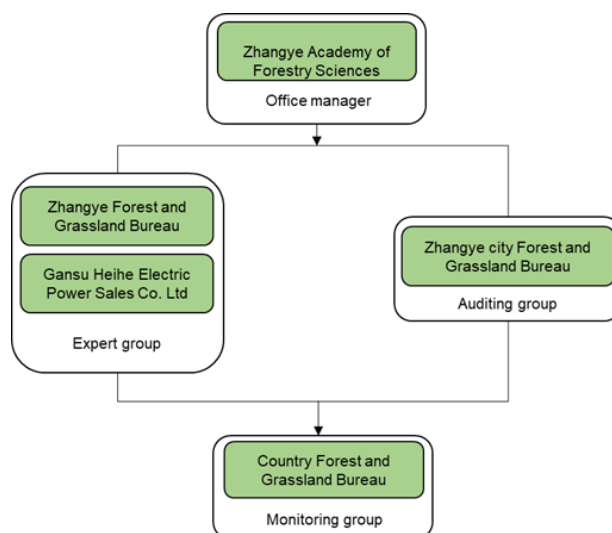 Zhangye Academy of
Forestry Sciences
Office manager
Zhangye Forest and
Grassland Bureau
Gansu Heihe Electric
Power Sales Co. Ltd
Expert group
Zhangye city Forest and
Grassland Bureau
Auditing group
Country Forest and
Grassland Bureau
Monitoring group